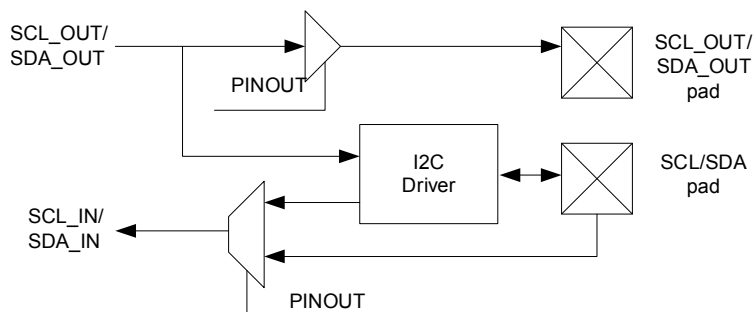 SCL_OUT/
SDA_OUT
SCL_OUT/
SDA_OUT
pad
PINOUT
I2C
Driver
SCL/SDA
pad
SCL_IN/
SDA_IN
PINOUT